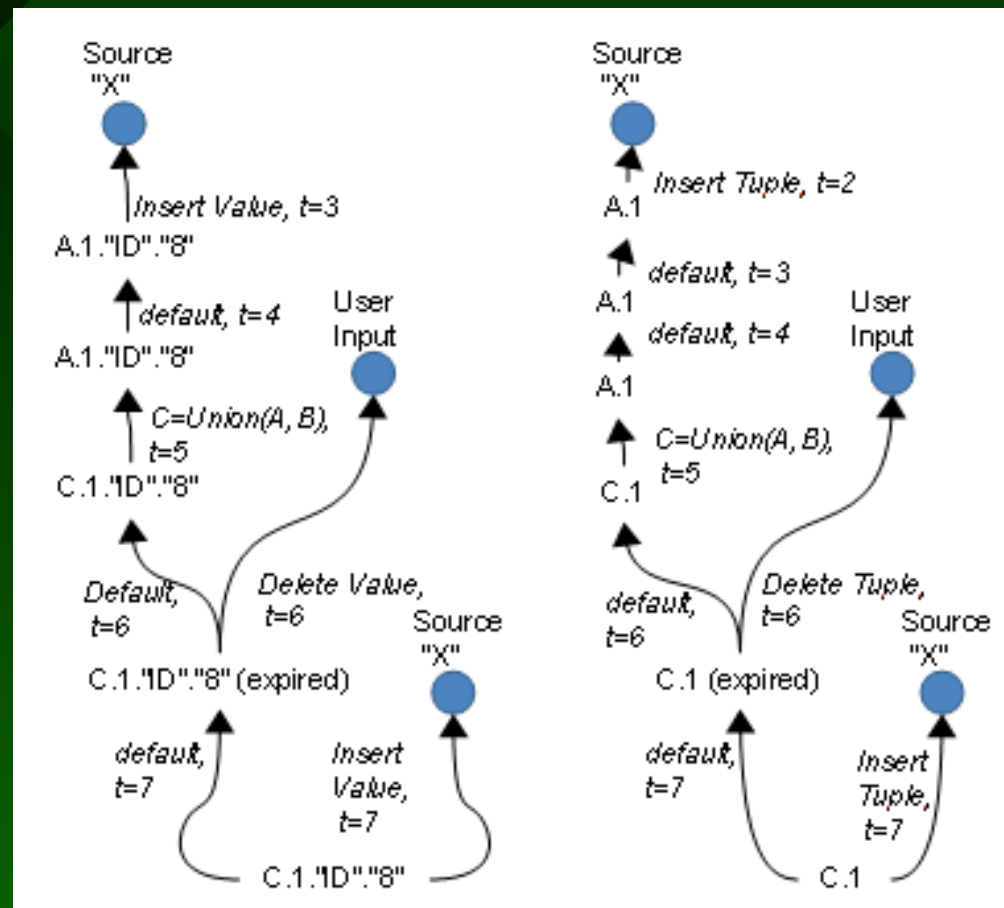 Source
"X"
Insert Value, t=3
A.1."ID"."8"
default, t=4
User
Input
A.1."ID"."8"
C=Union(A, B),
t=5
C.1."ID"."8"
Default,
t=6
Delete Value,
t=6
Source
"X"
C.1."ID"."8" (expired)
default,
t=7
Insert
Value,
t=7
C.1."ID"."8"
Source
"X"
Insert Tuple, t=2
A.1
default, t=3
A.1
User
Input
default, t=4
A.1
C=Union(A, B),
t=5
C.1
default,
t=6
Delete Tuple,
t=6
Source
"X"
C.1 (expired)
default,
t=7
Insert
Tuple,
t=7
C.1